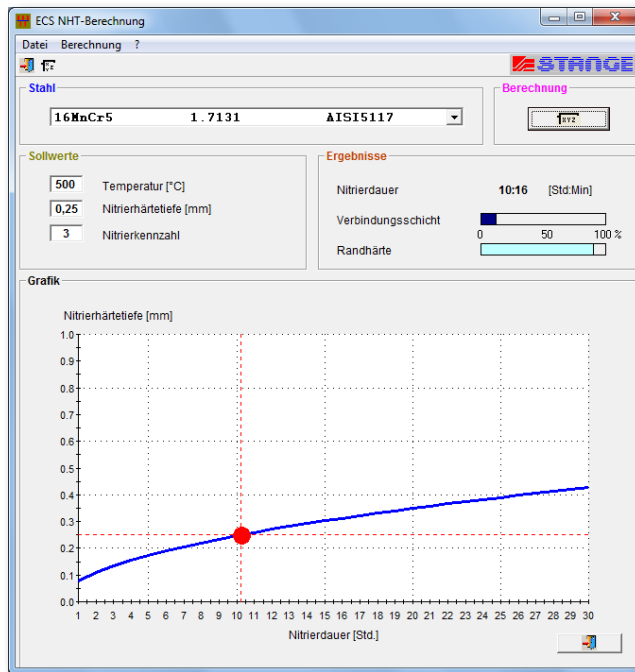 ECS NHT-Berechnung
Datei Berechnung ?
STANGE
Stahl
Berechnung
16MnCr5 1.7131 AISI5117
XYZ
Sollwerte
Ergebnisse
500 Temperatur [°C]
0,25 Nitrierhärtetiefe [mm]
3 Nitrierkennzahl
Nitrierdauer 10:16 [Std:Min]
Verbindungsschicht
0 50 100 %
Randhärte
Grafik
Nitrierhärtetiefe [mm]
1.0
0.9
0.8
0.7
0.6
0.5
0.4
0.3
0.2
0.1
0.0
1 2 3 4 5 6 7 8 9 10 11 12 13 14 15 16 17 18 19 20 21 22 23 24 25 26 27 28 29 30
Nitrierdauer [Std.]